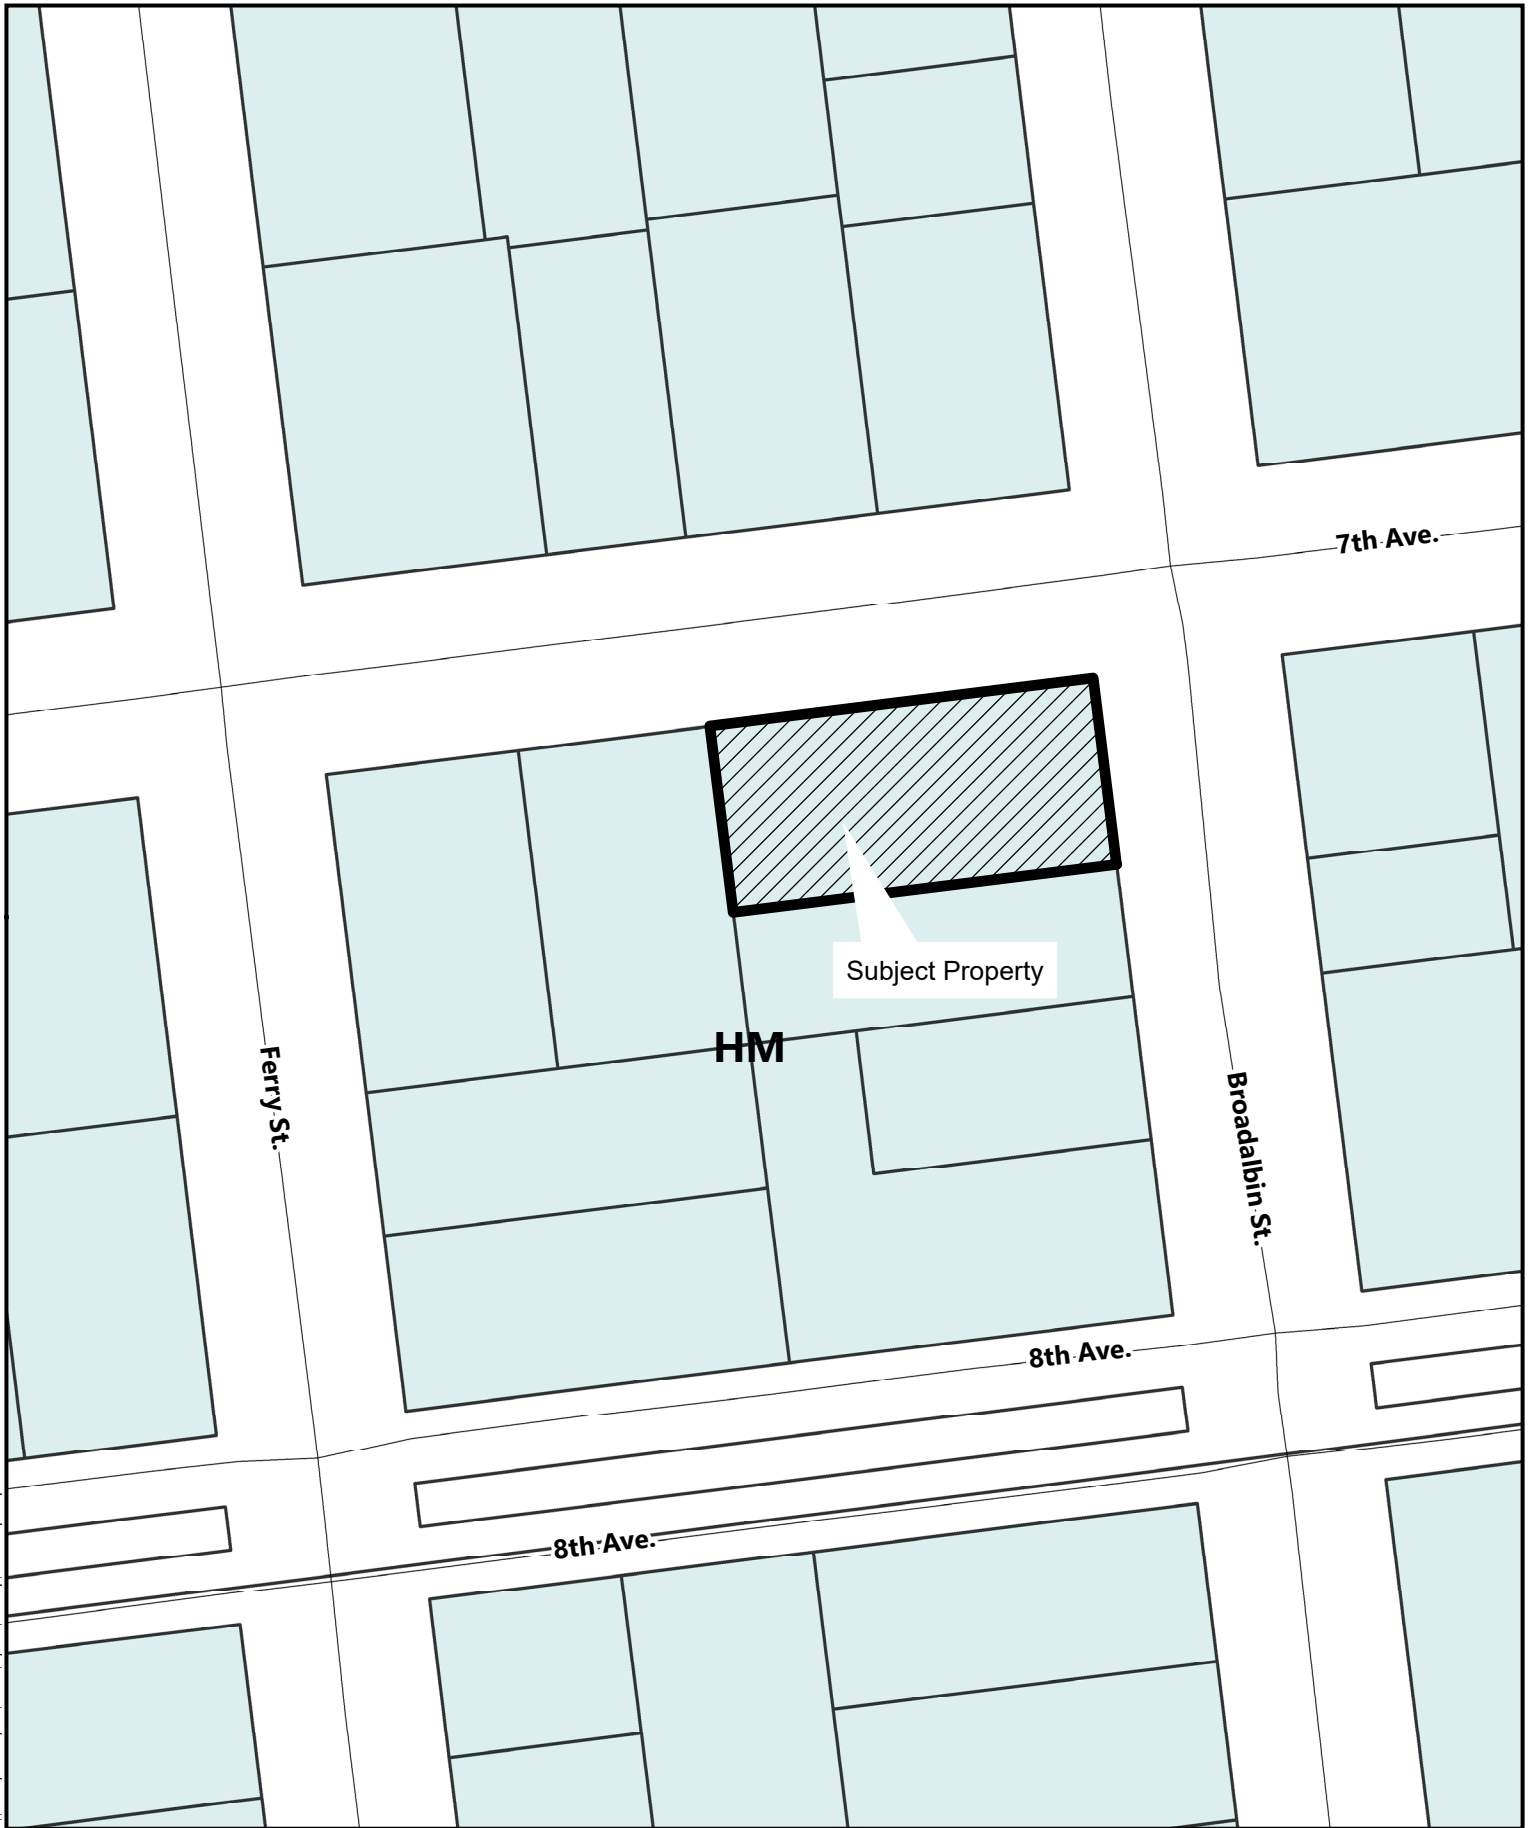 7th Ave.
Subject Property
HM
Ferry St.
Broadalbin St.
8th Ave.
8th Ave.